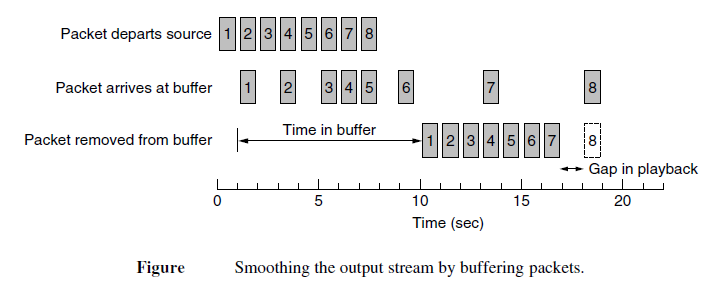 Packet departs source 1 2 3 4 5 6 7 8
Packet arrives at buffer 1 2 3 4 5 6 7 8
Packet removed from buffer Time in buffer 1 2 3 4 5 6 7 8
Gap in playback
0 5 10 15 20
Time (sec)
Figure Smoothing the output stream by buffering packets.